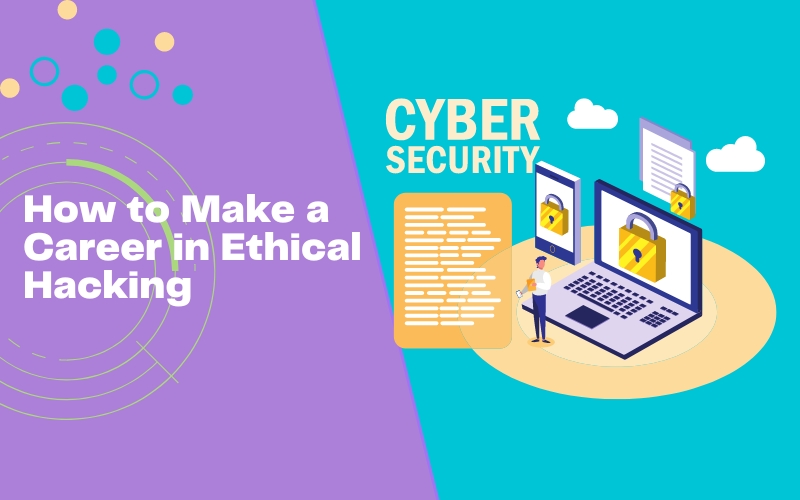 How to Make a
Career in Ethical
Hacking
CYBER
SECURITY